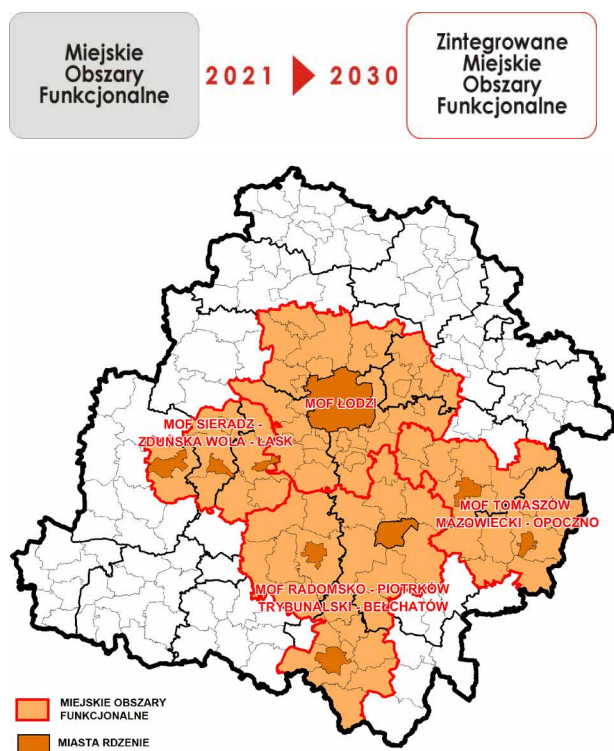 Miejskie
Obszary
Funkcjonalne
2021
2030
Zintegrowane
Miejskie
Obszary
Funkcjonalne
MOF ŁODZI
MOF SIERADZ -
ZDUŃSKA WOLA - ŁASK
MOF TOMASZÓW
MAZOWIECKI - OPOCZNO
MOF RADOMSKO - PIOTRKÓW
TRYBUNALSKI - BEŁCHATÓW
MIEJSKIE OBSZARY
FUNKCJONALNE
MIASTA RDZENIE